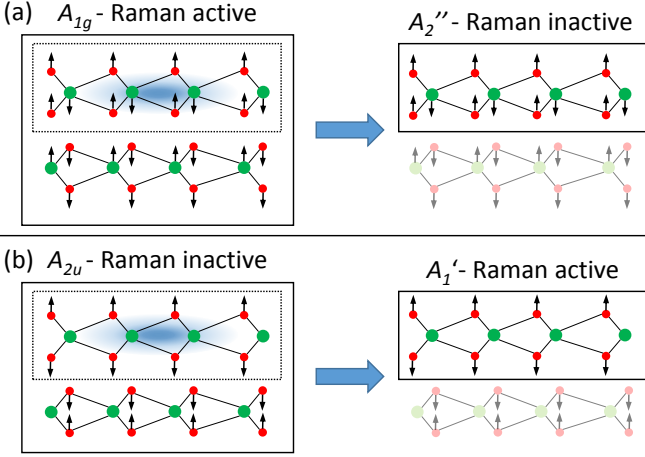 (a) A1g - Raman active A2′′ - Raman inactive
(b) A2u - Raman inactive A1‘ - Raman active